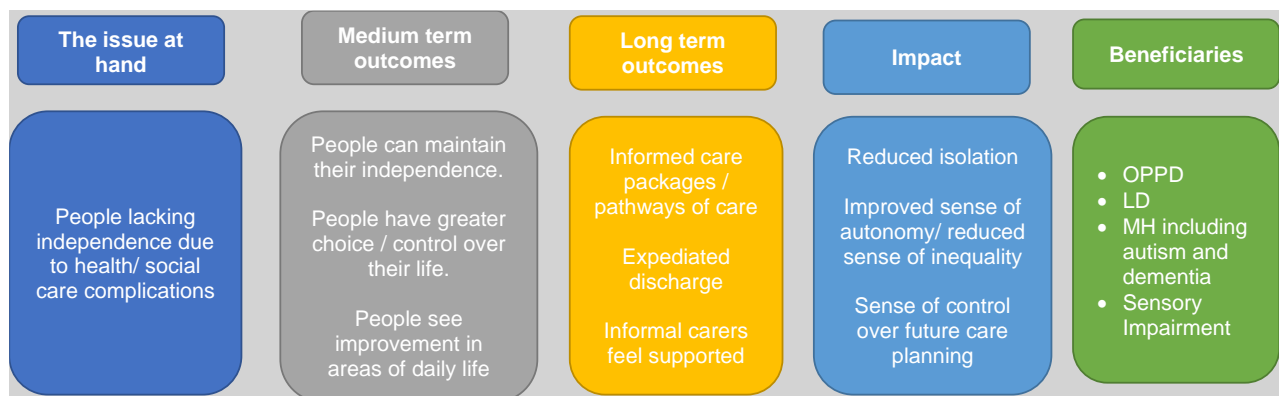 The issue at
hand
People lacking
independence due
to health/ social
care complications
Medium term
outcomes
People can maintain
their independence.
People have greater
choice / control over
their life.
People see
improvement in
areas of daily life
Long term
outcomes
Informed care
packages /
pathways of care
Expediated
discharge
Informal carers
feel supported
Impact
Reduced isolation
Improved sense of
autonomy/ reduced
sense of inequality
Sense of control
over future care
planning
Beneficiaries
• OPPD
• LD
• MH including
autism and
dementia
• Sensory
Impairment